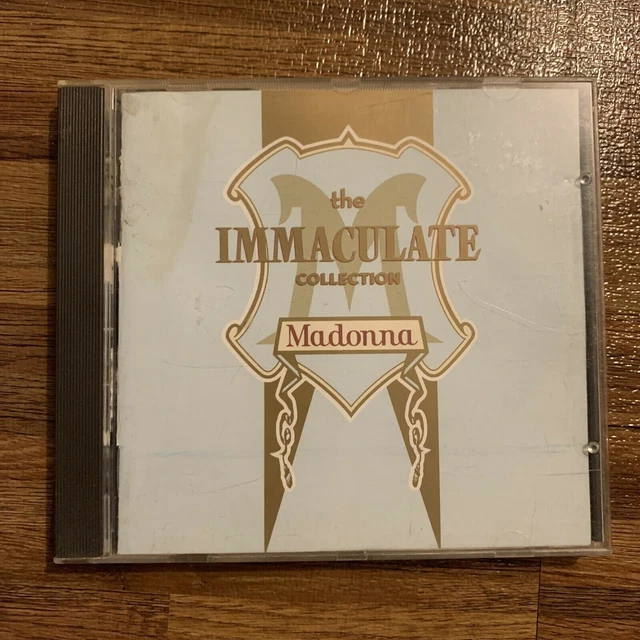 the
IMMACULATE
COLLECTION
Madonna